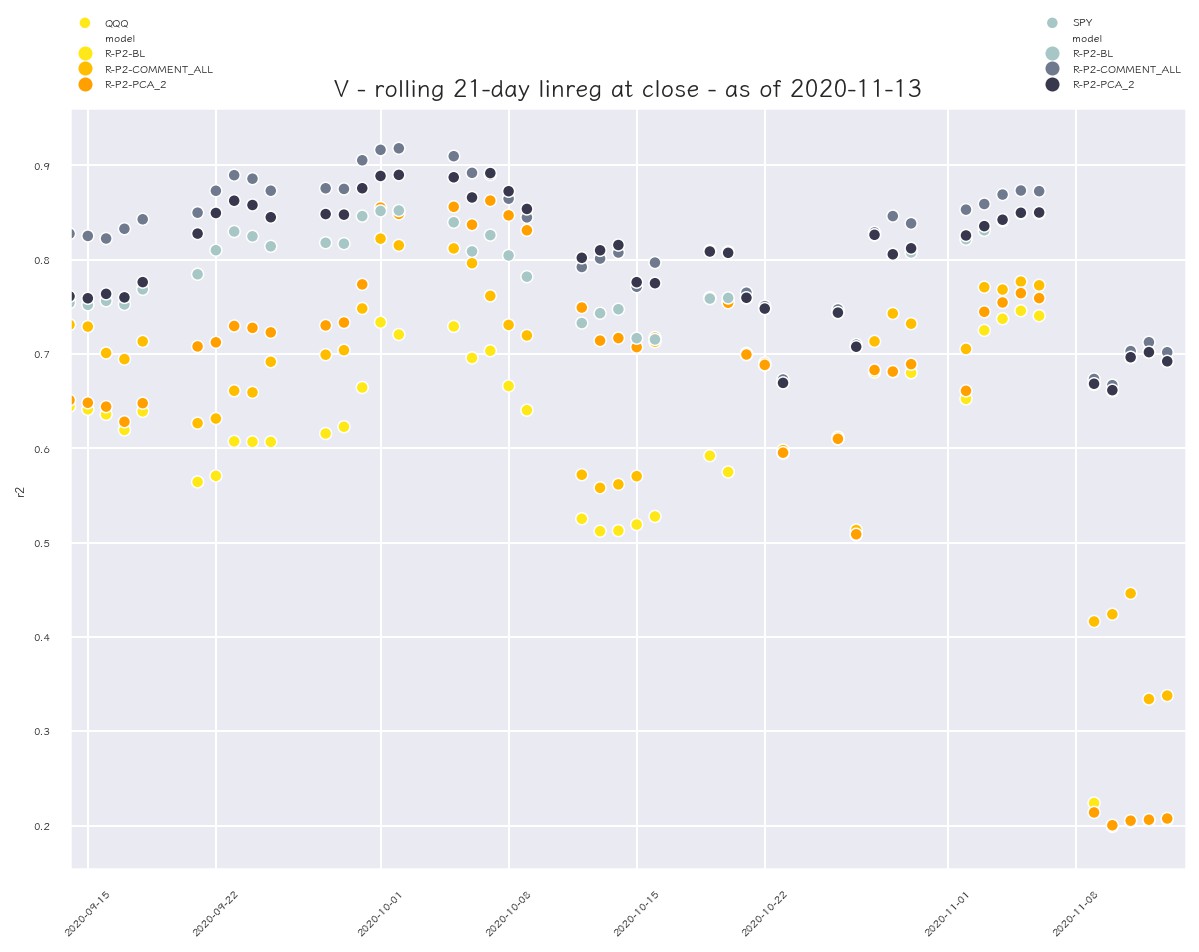 QQQ
model
R-P2-BL
R-P2-COMMENT_ALL
R-P2-PCA_2
SPY
model
R-P2-BL
R-P2-COMMENT_ALL
R-P2-PCA_2
V - rolling 21-day linreg at close - as of 2020-11-13
0.9
0.8
0.7
0.6
0.5
0.4
0.3
0.2
r2
2020-09-15
2020-09-22
2020-10-01
2020-10-08
2020-10-15
2020-10-22
2020-11-01
2020-11-08